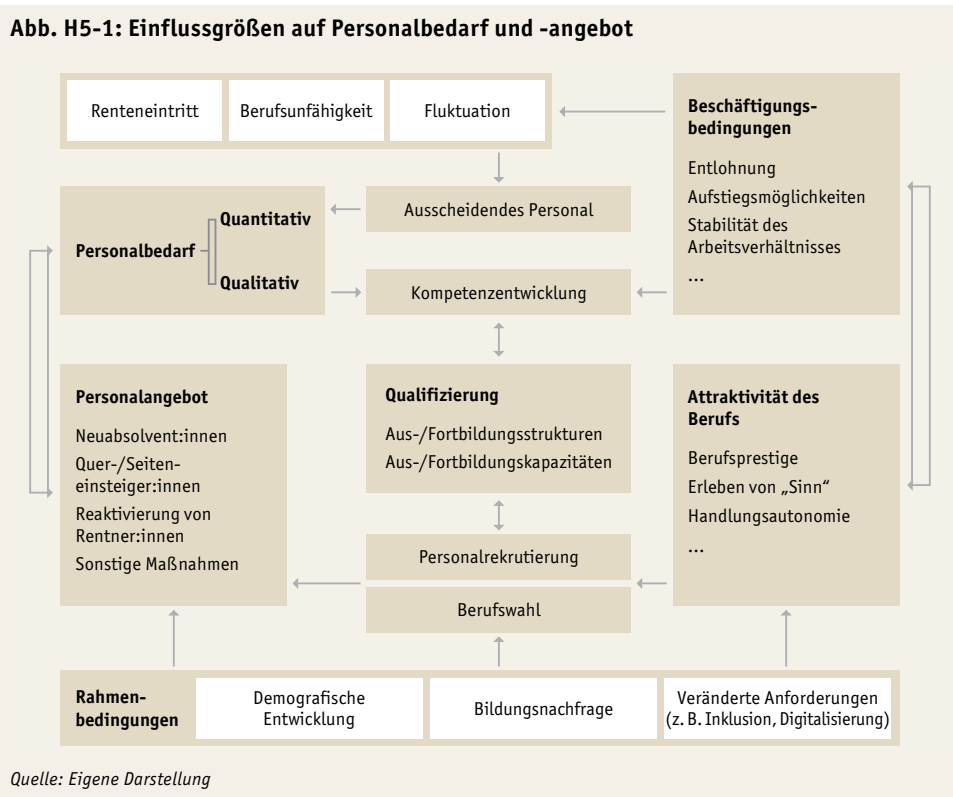 Abb. H5-1: Einflussgrößen auf Personalbedarf und -angebot
Renteneintritt
Berufsunfähigkeit
Fluktuation
Beschäftigungs-
bedingungen
Entlohnung
Aufstiegsmöglichkeiten
Stabilität des
Arbeitsverhältnisses
...
Ausscheidendes Personal
Personalbedarf
Quantitativ
Qualitativ
Kompetenzentwicklung
Personalangebot
Neuabsolvent:innen
Quer-/Seiten-
einsteiger:innen
Reaktivierung von
Rentner:innen
Sonstige Maßnahmen
Qualifizierung
Aus-/Fortbildungsstrukturen
Aus-/Fortbildungskapazitäten
Attraktivität des
Berufs
Berufsprestige
Erleben von „Sinn“
Handlungsautonomie
...
Personalrekrutierung
Berufswahl
Rahmen-
bedingungen
Demografische
Entwicklung
Bildungsnachfrage
Veränderte Anforderungen
(z. B. Inklusion, Digitalisierung)
Quelle: Eigene Darstellung